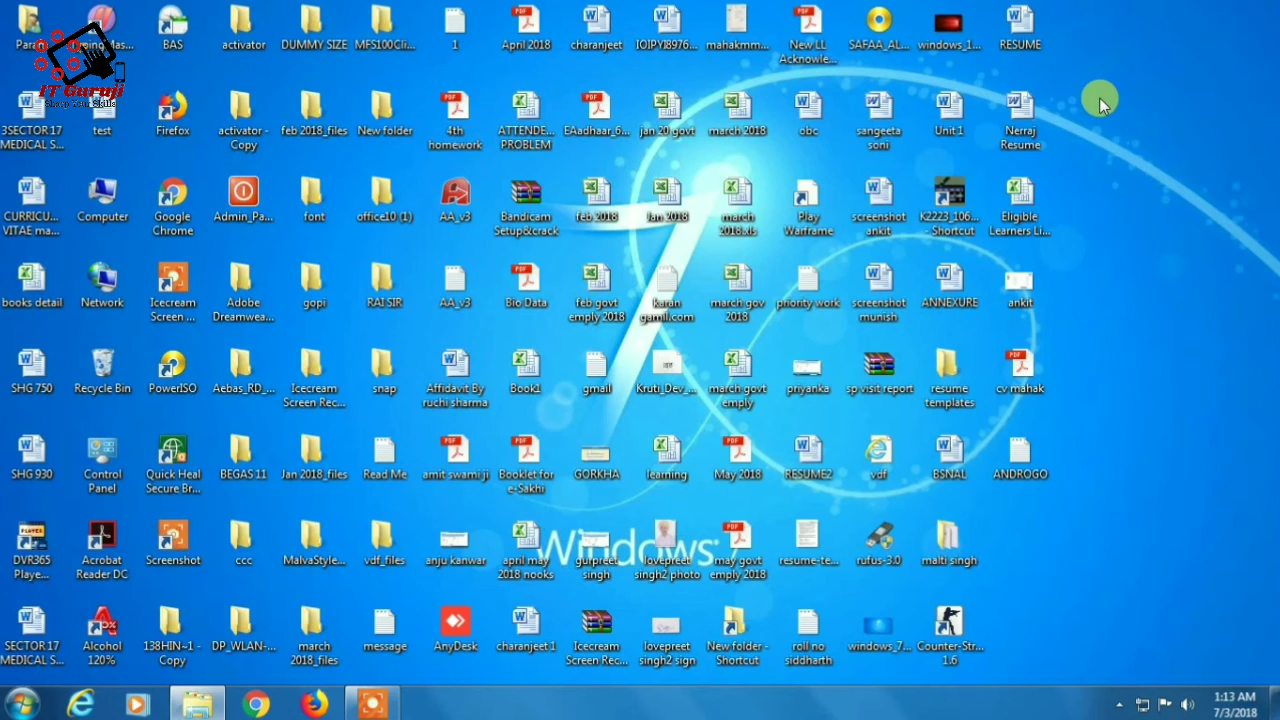 Param
Typing Mas...
BAS
activator
DUMMY SIZE
MFS100Cli...
1
April 2018
charanjeet
IOIPYI8976...
mahakmm...
New LL
Acknowle...
SAFAA_AL...
windows_1...
RESUME
IT Guruji
Sharp Your Skills
3SECTOR 17
MEDICAL S...
test
Firefox
activator -
Copy
feb 2018_files
New folder
4th
homework
ATTENDE...
PROBLEM
EAadhaar_6...
jan 20 govt
march 2018
obc
sangeeta
soni
Unit 1
Nerraj
Resume
CURRICU...
VITAE ma...
Computer
Google
Chrome
Admin_Pa...
font
office10 (1)
AA_v3
Bandicam
Setup&crack
feb 2018
Jan 2018
march
2018.xls
Play
Warframe
screenshot
ankit
K2223_106...
- Shortcut
Eligible
Learners Li...
books detail
Network
Icecream
Screen ...
Adobe
Dreamwea...
gopi
RAI SIR
AA_v3
Bio Data
feb govt
emply 2018
karan
gamill.com
march gov
2018
priority work
screenshot
munish
ANNEXURE
ankit
SHG 750
Recycle Bin
PowerISO
Aebas_RD_...
Icecream
Screen Rec...
snap
Affidavit By
ruchi sharma
Book1
gmail
Kruti_Dev_...
march govt
emply
priyanka
sp visit report
resume
templates
cv mahak
SHG 930
Control
Panel
Quick Heal
Secure Br...
BEGAS 11
Jan 2018_files
Read Me
amit swami ji
Booklet for
e-Sakhi
GORKHA
learning
May 2018
RESUME2
vdf
BSNAL
ANDROGO
Windows 7
DVR365
Playe...
Acrobat
Reader DC
Screenshot
ccc
MalvaStyle...
vdf_files
anju kanwar
april may
2018 nooks
gurpreet
singh
lovepreet
singh2 photo
may govt
emply 2018
resume-te...
rufus-3.0
malti singh
SECTOR 17
MEDICAL S...
Alcohol
120%
138HIN~1 -
Copy
DP_WLAN-...
march
2018_files
message
AnyDesk
charanjeet 1
Icecream
Screen Rec...
lovepreet
singh2 sign
New folder -
Shortcut
roll no
siddharth
windows_7...
Counter-Str...
1.6
1:13 AM
7/3/2018